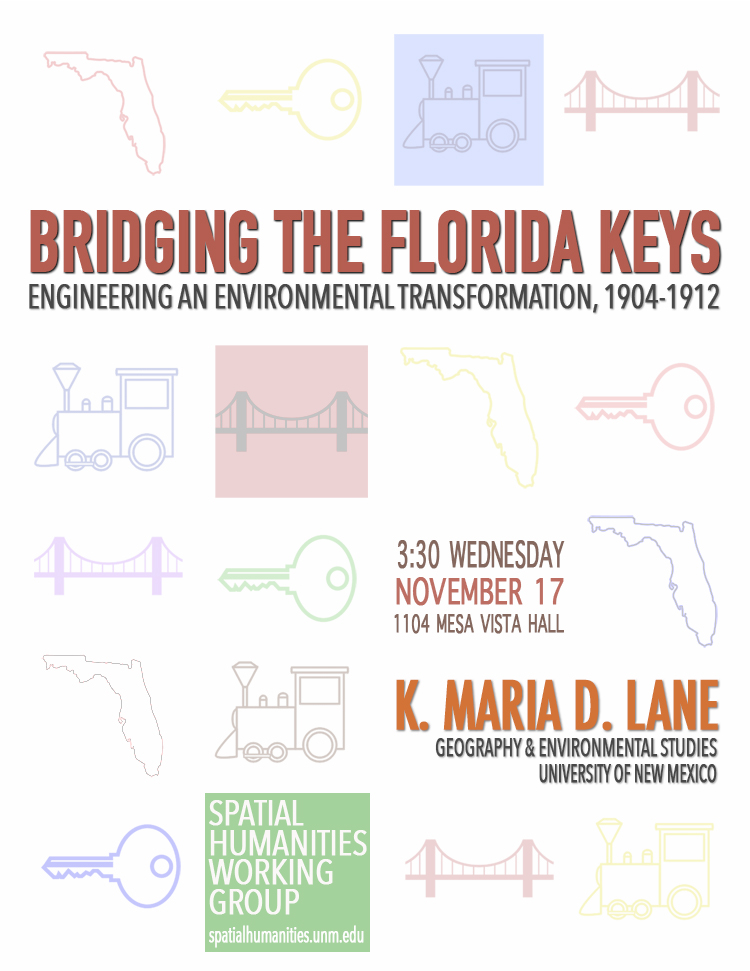 BRIDGING THE FLORIDA KEYS
ENGINEERING AN ENVIRONMENTAL TRANSFORMATION, 1904-1912
3:30 WEDNESDAY
NOVEMBER 17
1104 MESA VISTA HALL
K. MARIA D. LANE
GEOGRAPHY & ENVIRONMENTAL STUDIES
UNIVERSITY OF NEW MEXICO
SPATIAL
HUMANITIES
WORKING
GROUP
spatialhumanities.unm.edu